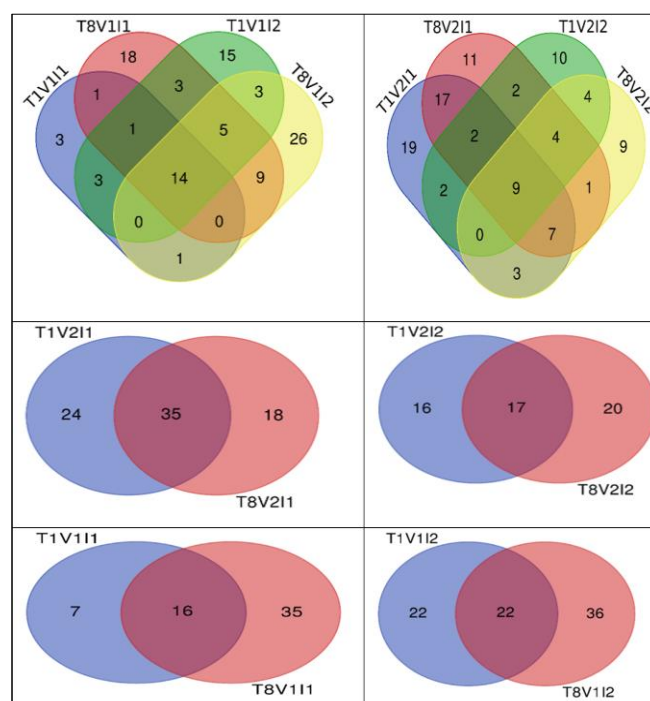 T8V1I1 T1V1I2
T1V1I1 T8V1I2
18 15
1 3 3
3 1 5 26
3 14 9
0 0
1
T8V2I1 T1V2I2
T1V2I1 T8V2I2
11 10
17 2 4
19 2 4 9
2 9 1
0 7
3
T1V2I1
24 35 18
T8V2I1
T1V2I2
16 17 20
T8V2I2
T1V1I1
7 16 35
T8V1I1
T1V1I2
22 22 36
T8V1I2